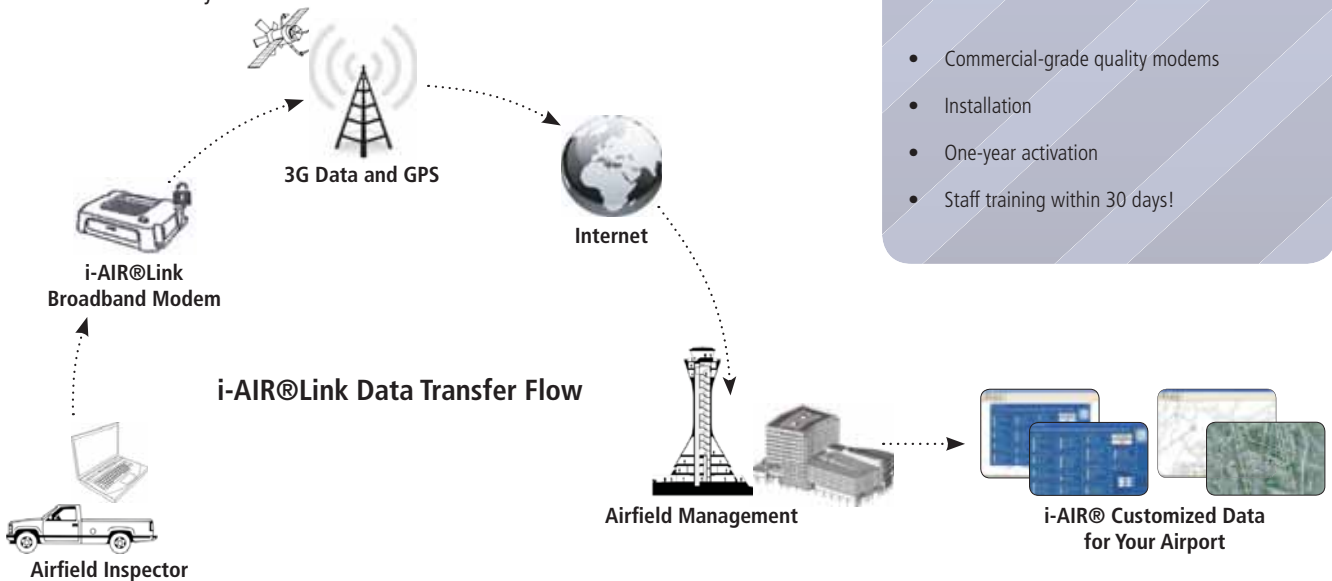 3G Data and GPS
Internet
i-AIR®Link
Broadband Modem
i-AIR®Link Data Transfer Flow
Airfield Inspector
Airfield Management
i-AIR® Customized Data
for Your Airport
• Commercial-grade quality modems
• Installation
• One-year activation
• Staff training within 30 days!